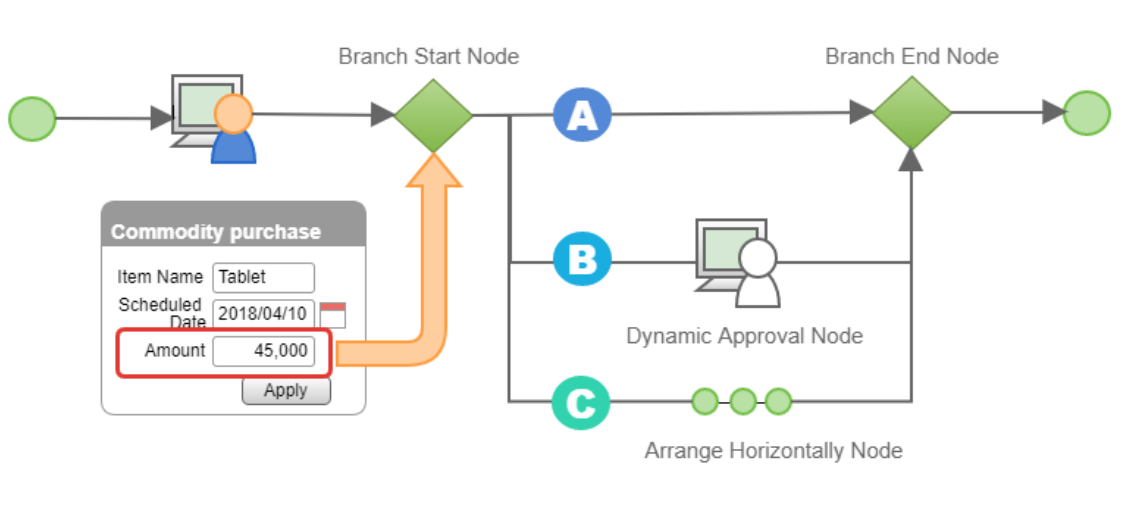 Branch Start Node
Branch End Node
A
Commodity purchase
Item Name Tablet
Scheduled
Date 2018/04/10
Amount 45,000
Apply
B
Dynamic Approval Node
C
Arrange Horizontally Node